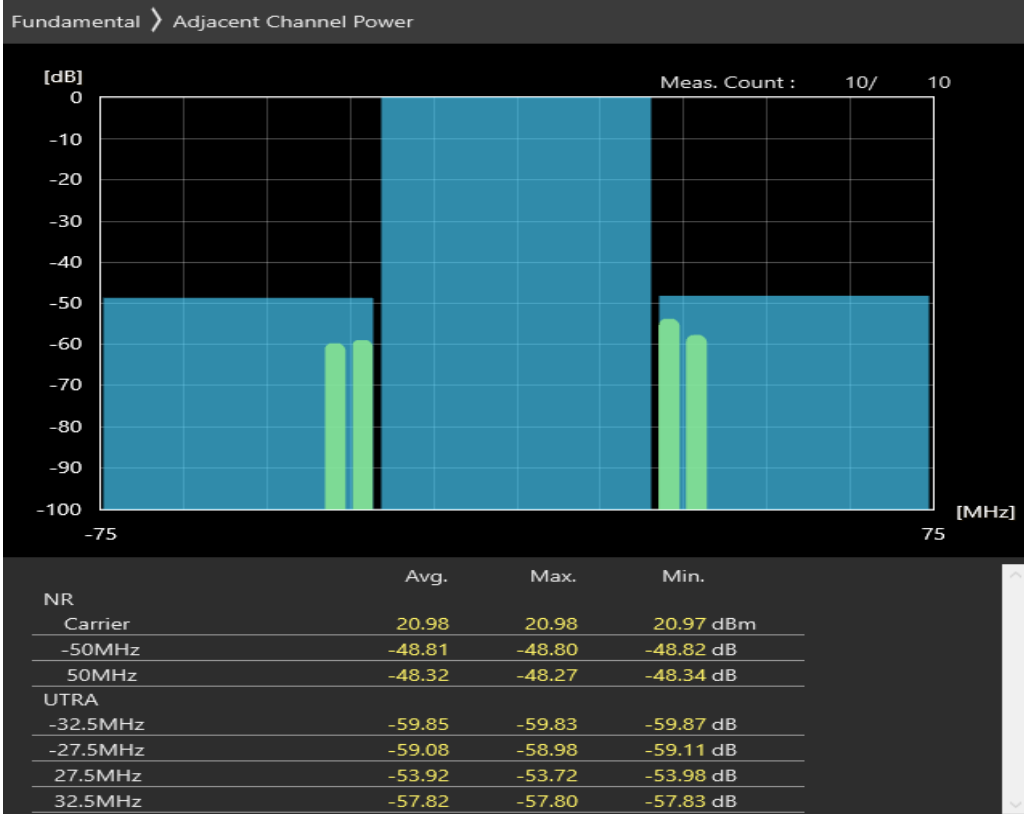 Fundamental 〉 Adjacent Channel Power
[dB]
Meas. Count : 10/ 10
0
-10
-20
-30
-40
-50
-60
-70
-80
-90
-100
[MHz]
-75 75
Avg. Max. Min.
NR
Carrier 20.98 20.98 20.97 dBm
-50MHz -48.81 -48.80 -48.82 dB
50MHz -48.32 -48.27 -48.34 dB
UTRA
-32.5MHz -59.85 -59.83 -59.87 dB
-27.5MHz -59.08 -58.98 -59.11 dB
27.5MHz -53.92 -53.72 -53.98 dB
32.5MHz -57.82 -57.80 -57.83 dB